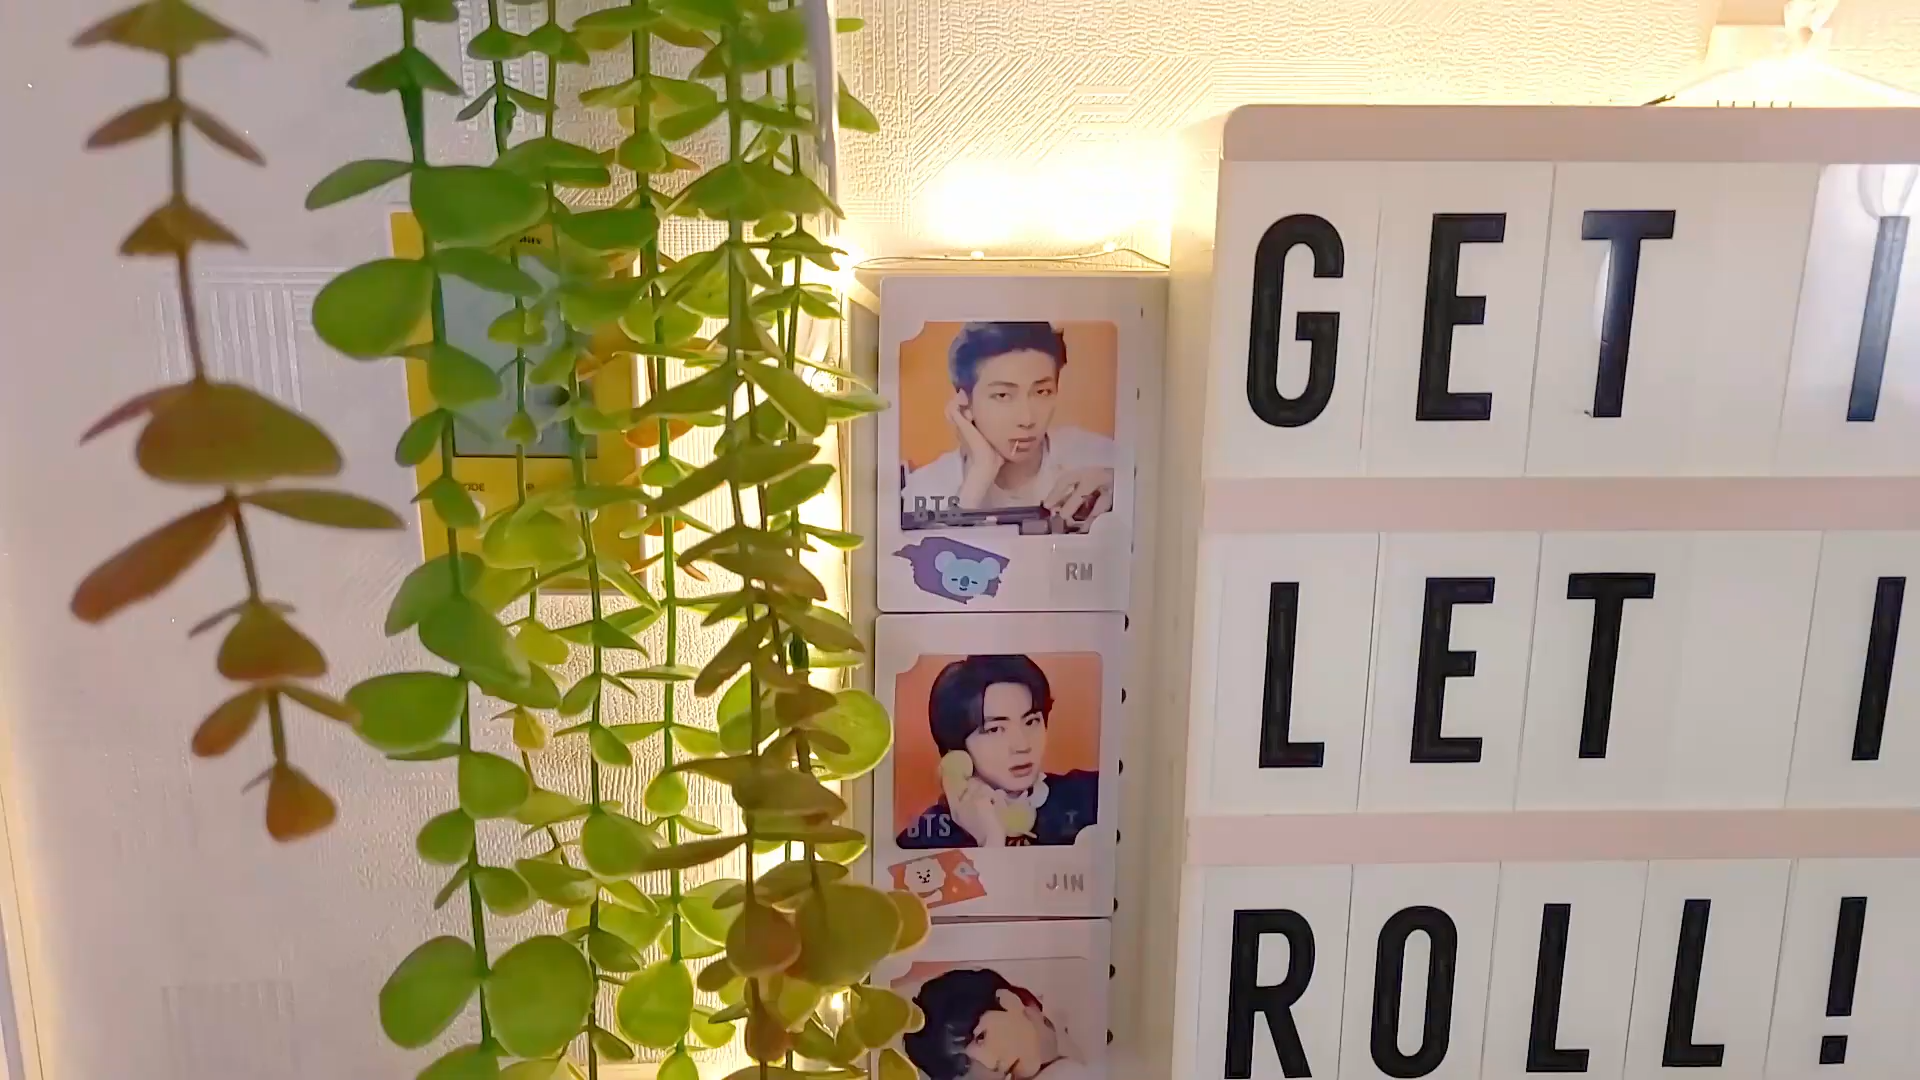 GET I
LET I
ROLL!
BTS
RM
BTS
JIN